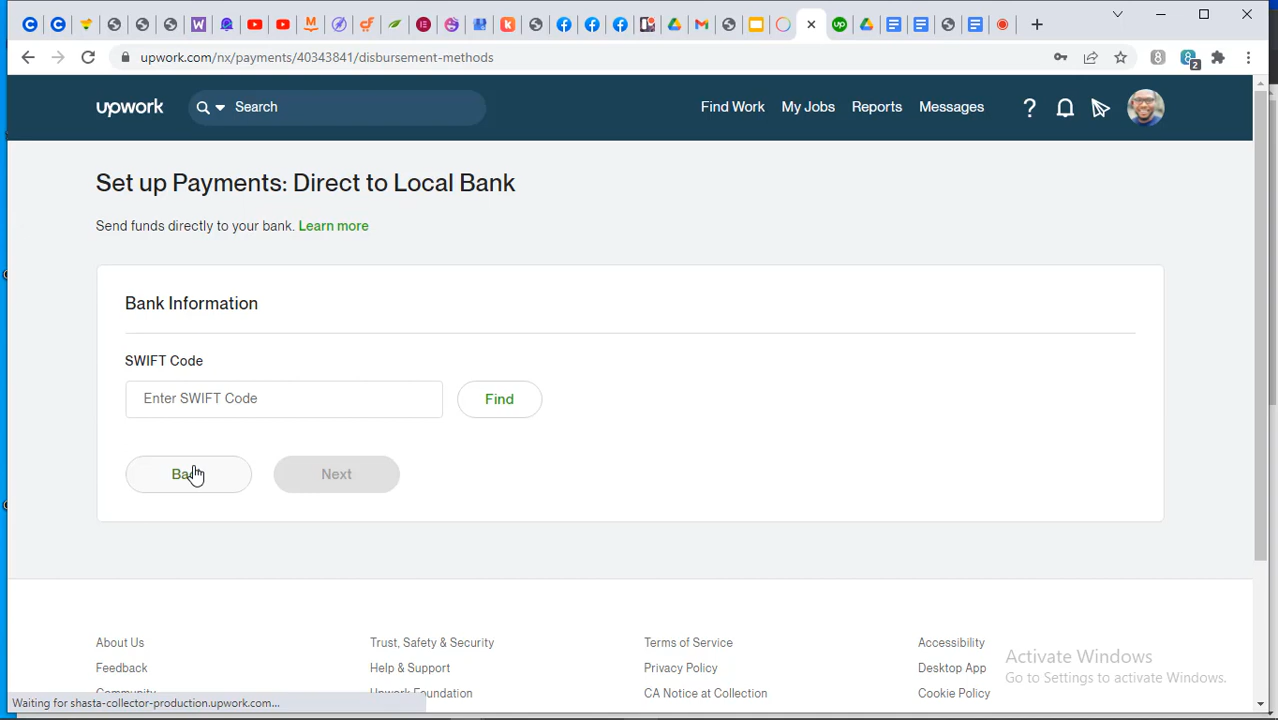 upwork.com/nx/payments/40343841/disbursement-methods
2
upwork
Search
Find Work
My Jobs
Reports
Messages
?
Set up Payments: Direct to Local Bank
Send funds directly to your bank. Learn more
Bank Information
SWIFT Code
Enter SWIFT Code
Find
Next
About Us
Trust, Safety & Security
Terms of Service
Accessibility
Feedback
Help & Support
Privacy Policy
Desktop App
Community
Upwork Foundation
CA Notice at Collection
Cookie Policy
Activate Windows
Go to Settings to activate Windows.
Waiting for shasta-collector-production.upwork.com...